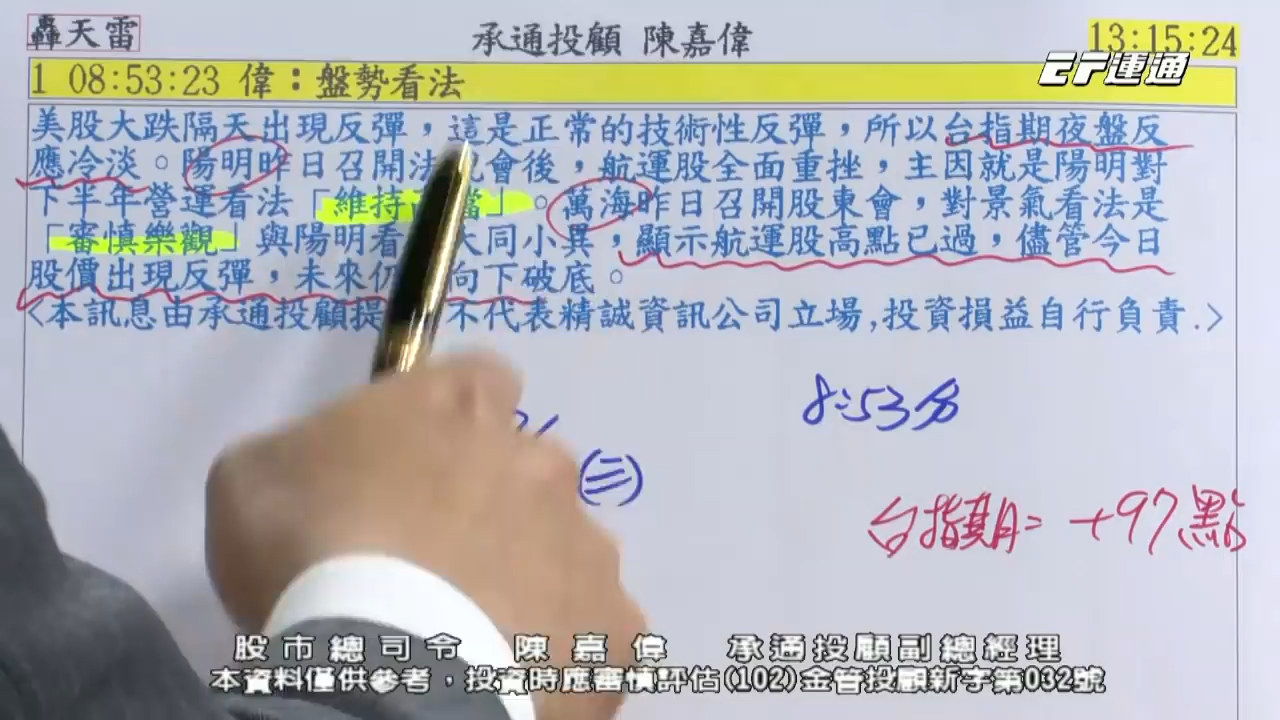 轟天雷 承通投顧 陳嘉偉 13:15:24
EF運通
1 08:53:23 偉：盤勢看法
美股大跌隔天出現反彈，這是正常的技術性反彈，所以台指期夜盤反
應冷淡。陽明昨日召開法 會後，航運股全面重挫，主因就是陽明對
下半年營運看法「維持 」。萬海昨日召開股東會，對景氣看法是
「審慎樂觀」與陽明看 大同小異，顯示航運股高點已過，儘管今日
股價出現反彈，未來仍 向下破底。
<本訊息由承通投顧提 不代表精誠資訊公司立場,投資損益自行負責.>
8:53分
(三)
台指期= +97點
股市總司令 陳嘉偉 承通投顧副總經理
本資料僅供參考，投資時應審慎評估(102)金管投顧新字第032號